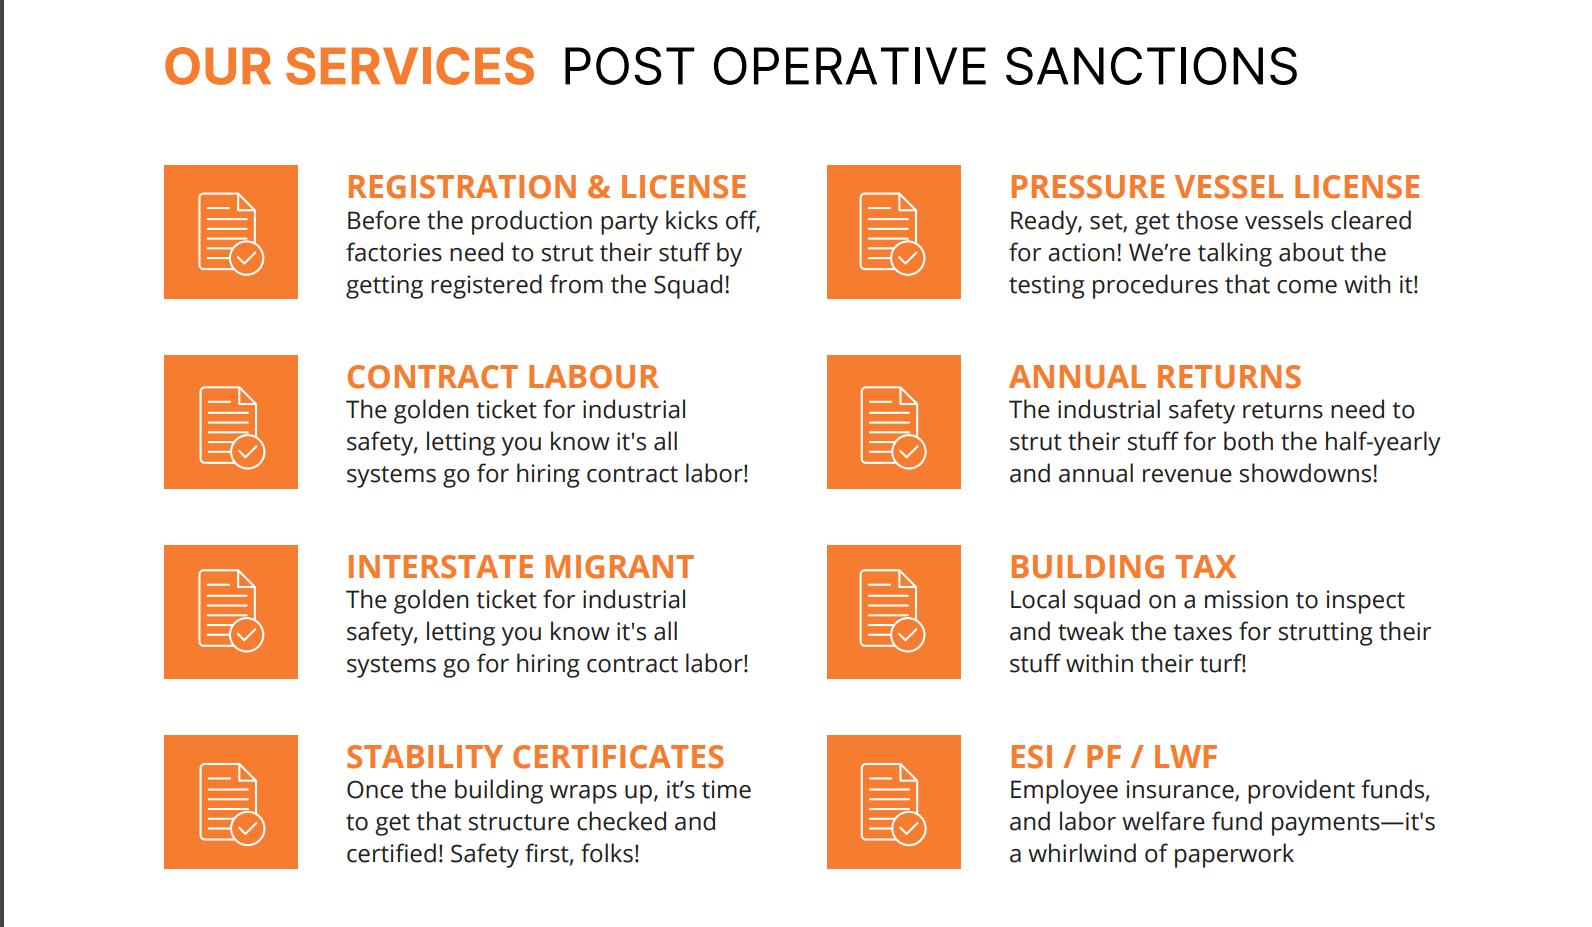 OUR SERVICES POST OPERATIVE SANCTIONS
REGISTRATION & LICENSE
Before the production party kicks off,
factories need to strut their stuff by
getting registered from the Squad!
PRESSURE VESSEL LICENSE
Ready, set, get those vessels cleared
for action! We’re talking about the
testing procedures that come with it!
CONTRACT LABOUR
The golden ticket for industrial
safety, letting you know it's all
systems go for hiring contract labor!
ANNUAL RETURNS
The industrial safety returns need to
strut their stuff for both the half-yearly
and annual revenue showdowns!
INTERSTATE MIGRANT
The golden ticket for industrial
safety, letting you know it's all
systems go for hiring contract labor!
BUILDING TAX
Local squad on a mission to inspect
and tweak the taxes for strutting their
stuff within their turf!
STABILITY CERTIFICATES
Once the building wraps up, it’s time
to get that structure checked and
certified! Safety first, folks!
ESI / PF / LWF
Employee insurance, provident funds,
and labor welfare fund payments—it's
a whirlwind of paperwork